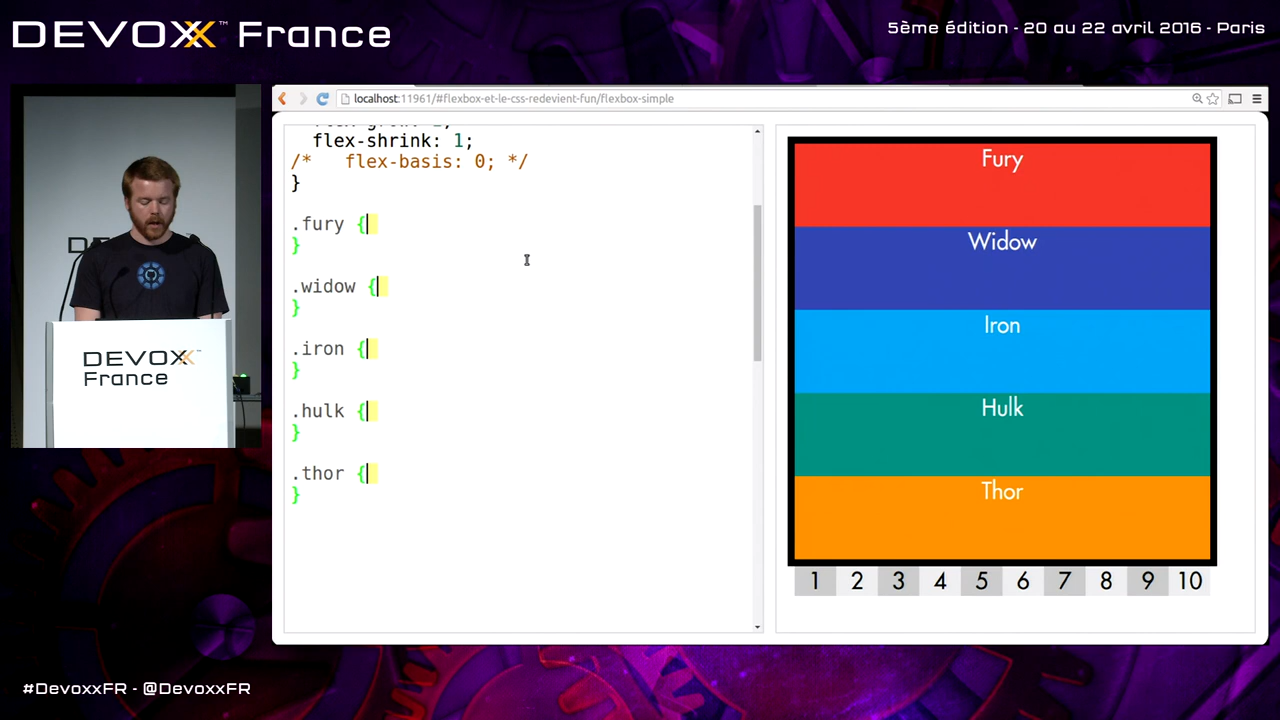 DEVOXX™ France
5ème édition - 20 au 22 avril 2016 - Paris
localhost:11961/#flexbox-et-le-css-redevient-fun/flexbox-simple
flex-shrink: 1;
/* flex-basis: 0; */
}
.fury {
}
.widow {
}
.iron {
}
.hulk {
}
.thor {
}
Fury
Widow
Iron
Hulk
Thor
1 2 3 4 5 6 7 8 9 10
DEVOXX™
France
#DevoxxFR - @DevoxxFR